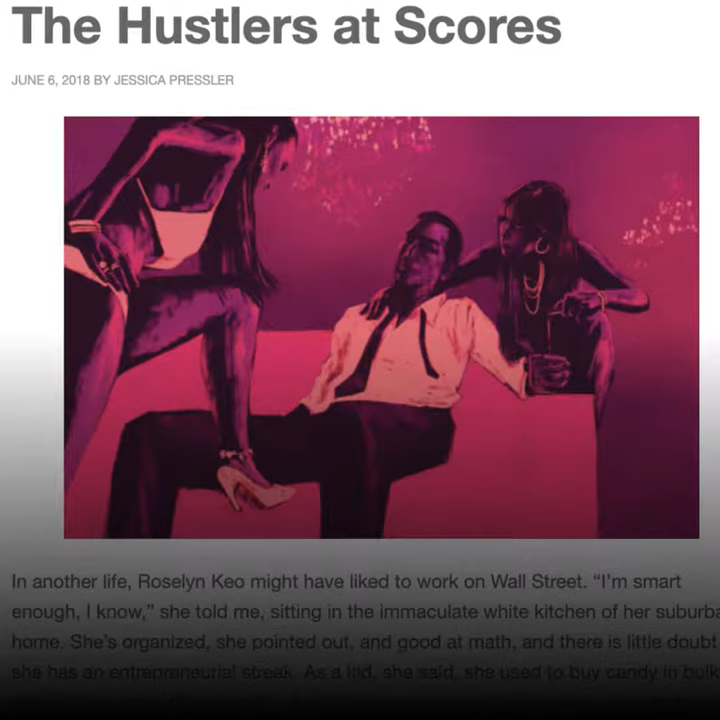 The Hustlers at Scores
JUNE 6, 2018 BY JESSICA PRESSLER
In another life, Roselyn Keo might have liked to work on Wall Street. “I’m smart
enough, I know,” she told me, sitting in the immaculate white kitchen of her suburba
home. She’s organized, she pointed out, and good at math, and there is little doubt
she has an entrepreneurial streak. As a kid, she said, she used to buy candy in bulk